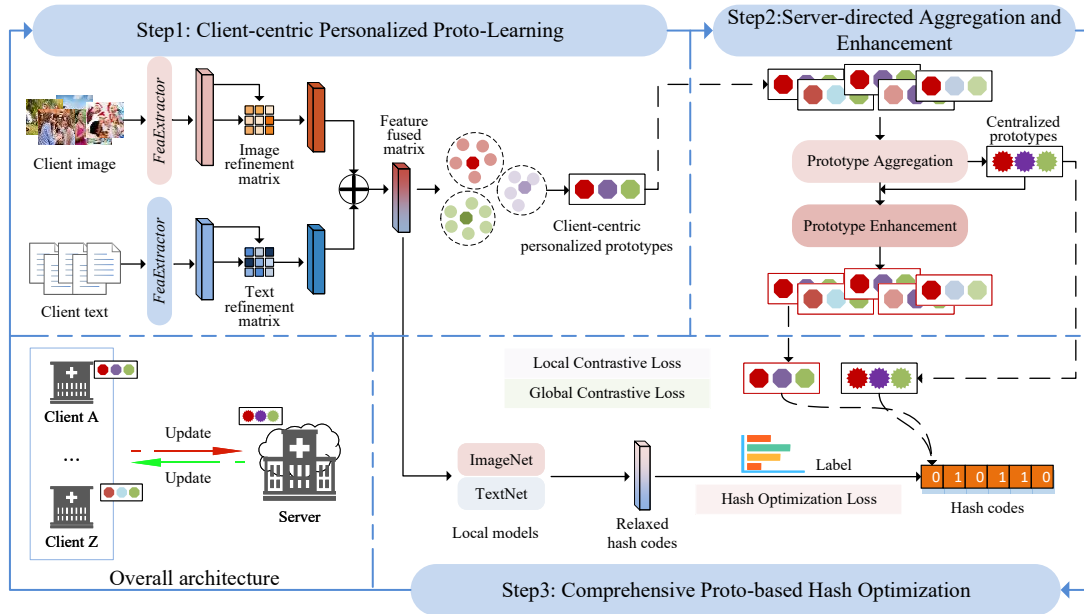 Step1: Client-centric Personalized Proto-Learning
Step2:Server-directed Aggregation and
Enhancement
Client image
FeaExtractor
Image
refinement
matrix
Feature
fused
matrix
Client text
FeaExtractor
Text
refinement
matrix
Client-centric
personalized prototypes
Centralized
prototypes
Prototype Aggregation
Prototype Enhancement
Client A
...
Client Z
Update
Update
Server
Overall architecture
Local Contrastive Loss
Global Contrastive Loss
ImageNet
TextNet
Local models
Relaxed
hash codes
Label
Hash Optimization Loss
0 1 0 1 1 0
Hash codes
Step3: Comprehensive Proto-based Hash Optimization